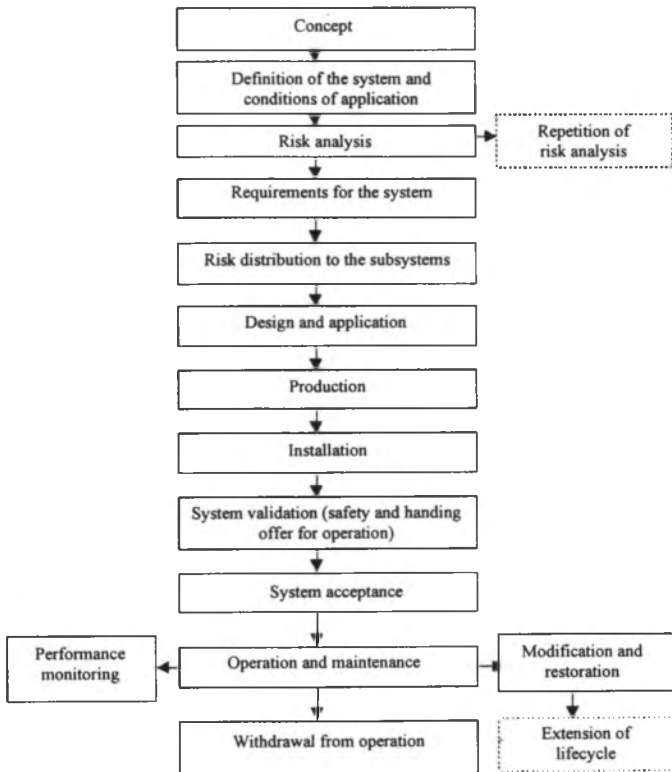 Concept
Definition of the system and
conditions of application
Risk analysis
Repetition of
risk analysis
Requirements for the system
Risk distribution to the subsystems
Design and application
Production
Installation
System validation (safety and handing
offer for operation)
System acceptance
Performance
monitoring
Operation and maintenance
Modification and
restoration
Withdrawal from operation
Extension of
lifecycle